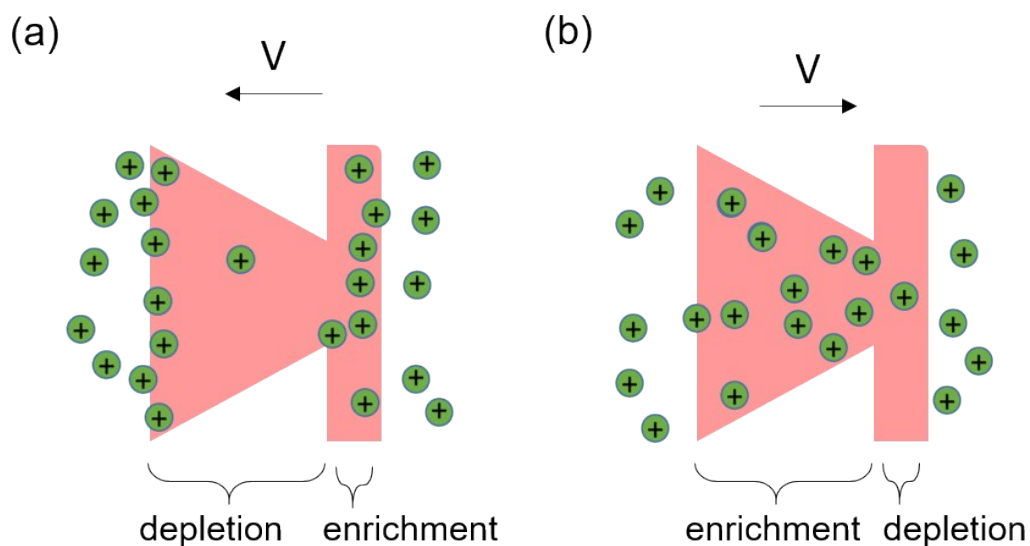 (a)
V
depletion
enrichment
(b)
V
enrichment
depletion